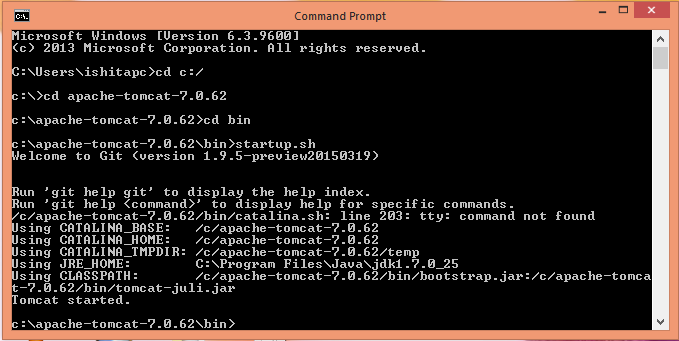 Command Prompt
Microsoft Windows [Version 6.3.9600]
(c) 2013 Microsoft Corporation. All rights reserved.
C:\Users\ishitapc>cd c:/
c:\>cd apache-tomcat-7.0.62
c:\apache-tomcat-7.0.62>cd bin
c:\apache-tomcat-7.0.62\bin>startup.sh
Welcome to Git (version 1.9.5-preview20150319)
Run 'git help git' to display the help index.
Run 'git help <command>' to display help for specific commands.
/c/apache-tomcat-7.0.62/bin/catalina.sh: line 203: tty: command not found
Using CATALINA_BASE:   /c/apache-tomcat-7.0.62
Using CATALINA_HOME:   /c/apache-tomcat-7.0.62
Using CATALINA_TMPDIR: /c/apache-tomcat-7.0.62/temp
Using JRE_HOME:        C:\Program Files\Java\jdk1.7.0_25
Using CLASSPATH:       /c/apache-tomcat-7.0.62/bin/bootstrap.jar:/c/apache-tomca
t-7.0.62/bin/tomcat-juli.jar
Tomcat started.
c:\apache-tomcat-7.0.62\bin>